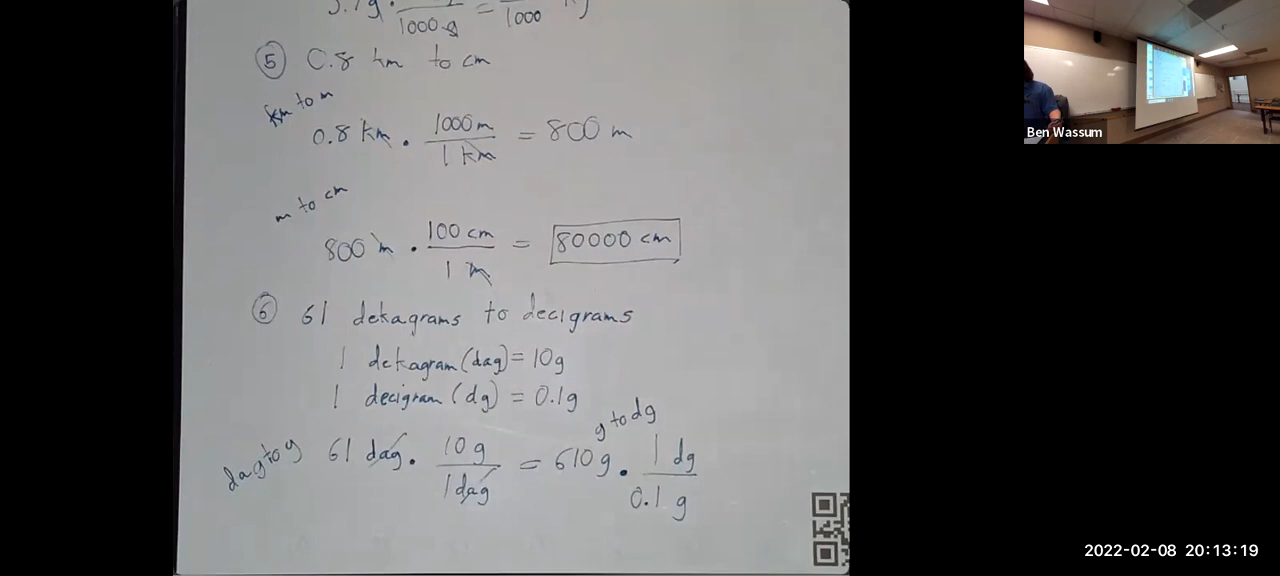 1000 g = 1000
⑤ 0.8 km to cm
km to m
0.8 km · 1000 m / 1 km = 800 m
m to cm
800 m · 100 cm / 1 m = 80000 cm
⑥ 61 dekagrams to decigrams
1 dekagram (dag) = 10g
1 decigram (dg) = 0.1g
g to dg
dag to g 61 dag · 10 g / 1 dag = 610 g · 1 dg / 0.1 g
Ben Wassum
2022-02-08 20:13:19